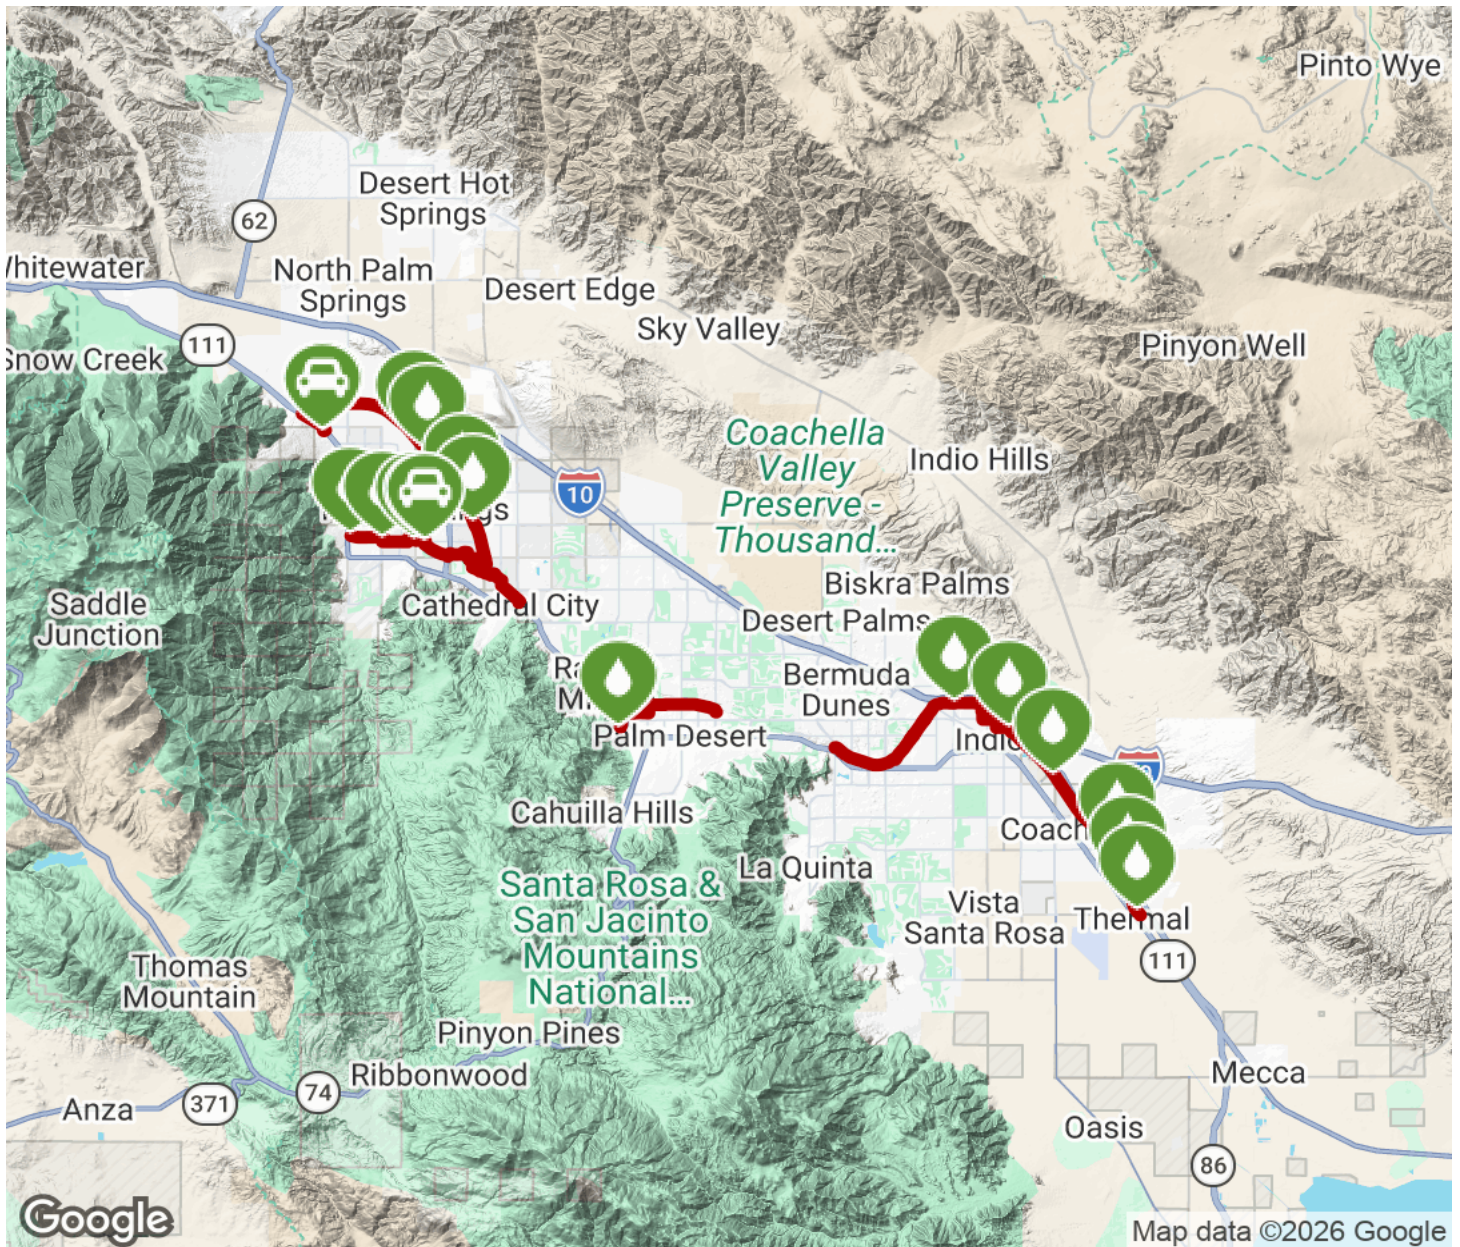 Pinto Wye
Desert Hot
Springs
62
Whitewater
North Palm
Springs
Desert Edge
Sky Valley
111
Snow Creek
Pinyon Well
Coachella
Valley
Preserve -
Thousand...
Indio Hills
10
Biskra Palms
Saddle
Junction
Cathedral City
Desert Palms
Bermuda
Dunes
Palm Desert
Indio
Cahuilla Hills
Coach
La Quinta
Santa Rosa &
San Jacinto
Mountains
National...
Vista
Santa Rosa
Thermal
111
Thomas
Mountain
Pinyon Pines
Ribbonwood
74
371
Anza
Mecca
Oasis
86
Google
Map data ©2026 Google